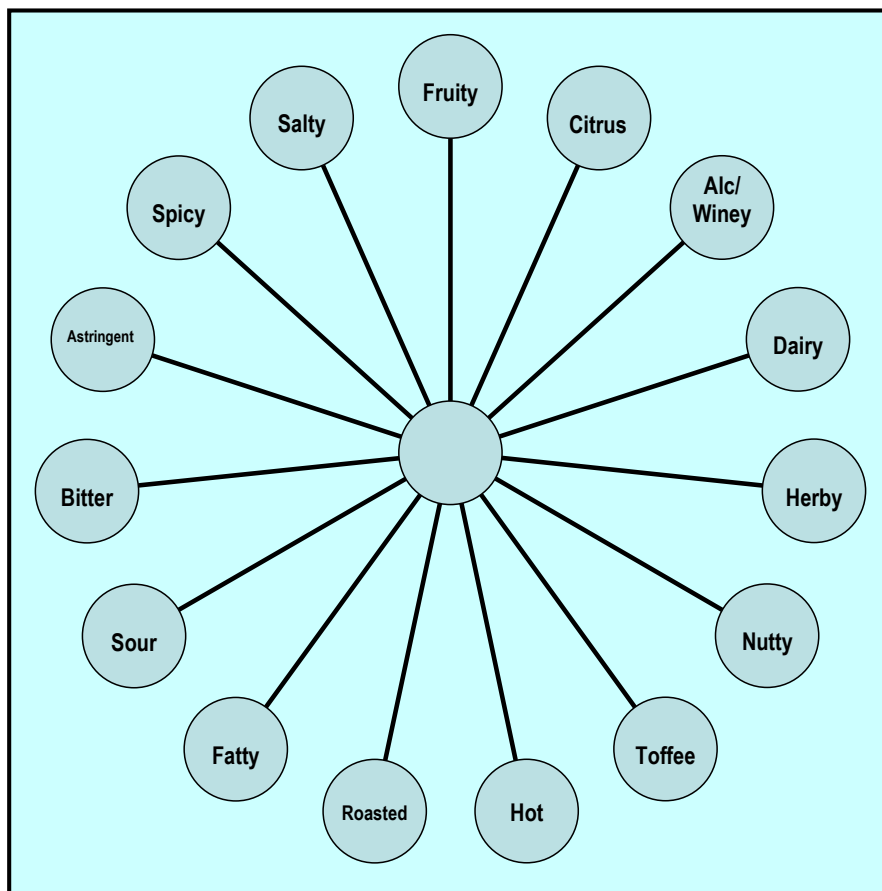 Fruity
Citrus
Alc/
Winey
Dairy
Herby
Nutty
Toffee
Hot
Roasted
Fatty
Sour
Bitter
Astringent
Spicy
Salty